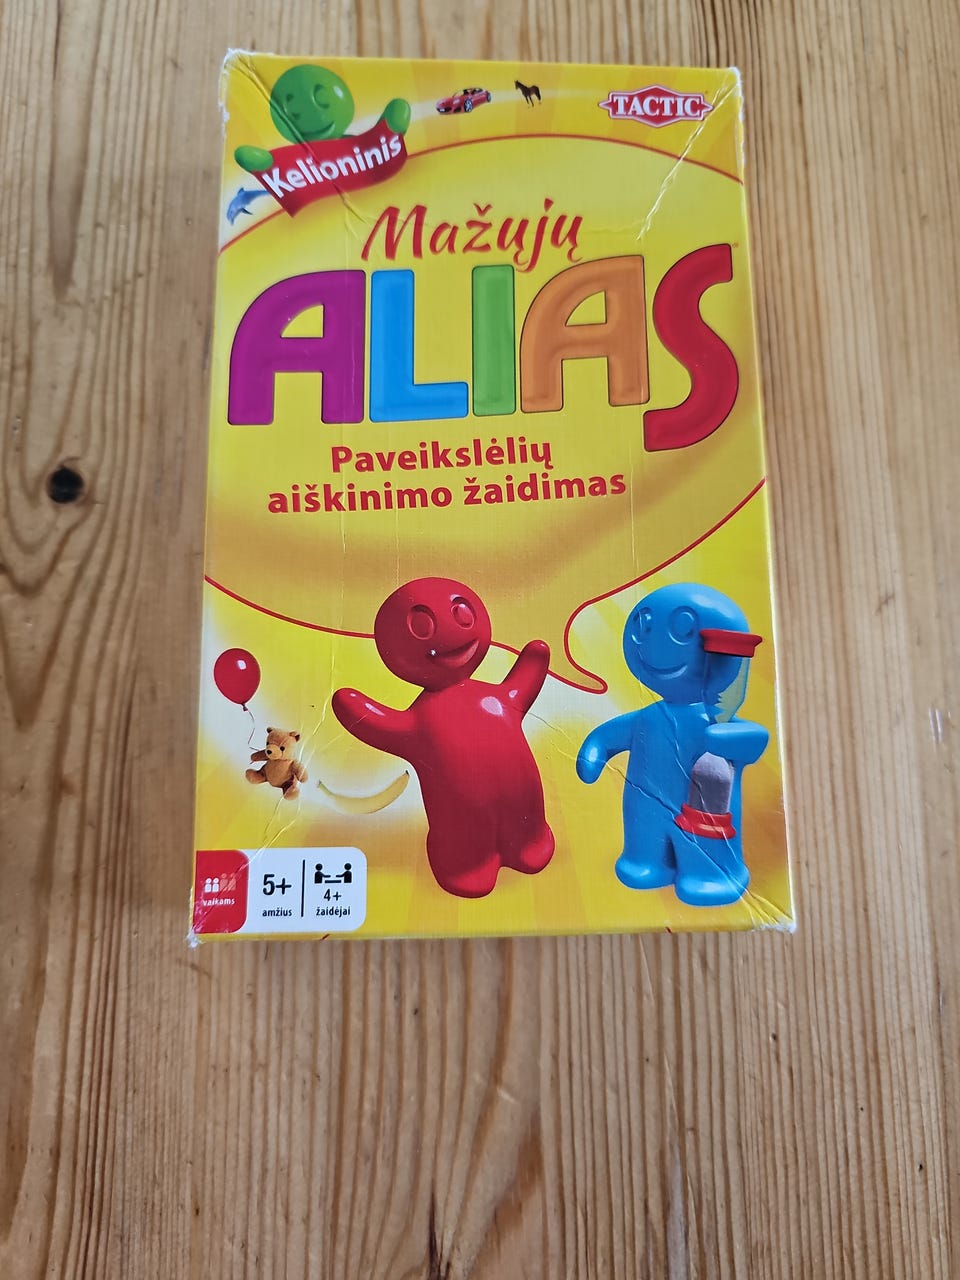 TACTIC
Kelioninis
Mažųjų
ALIAS
Paveikslėlių
aiškinimo žaidimas
vaikams
5+
amžius
4+
žaidėjai